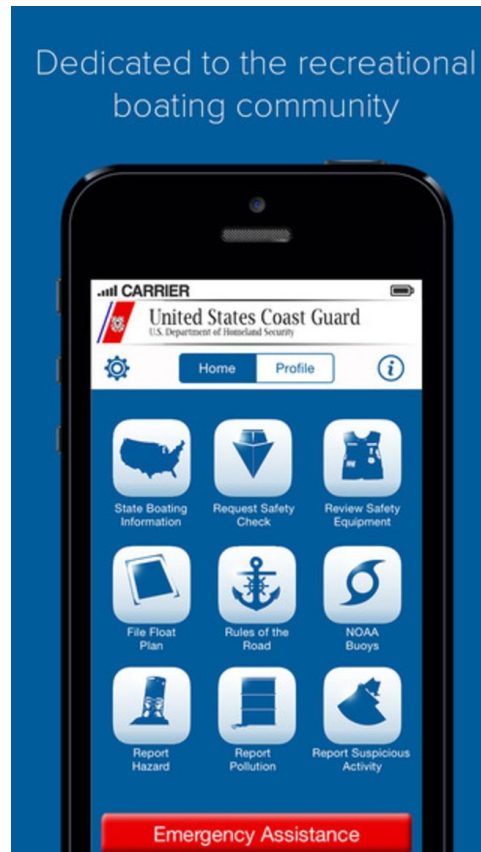 Dedicated to the recreational
boating community
CARRIER
United States Coast Guard
U.S. Department of Homeland Security
Home Profile
State Boating
Information
Request Safety
Check
Review Safety
Equipment
File Float
Plan
Rules of the
Road
NOAA
Buoys
Report
Hazard
Report
Pollution
Report Suspicious
Activity
Emergency Assistance